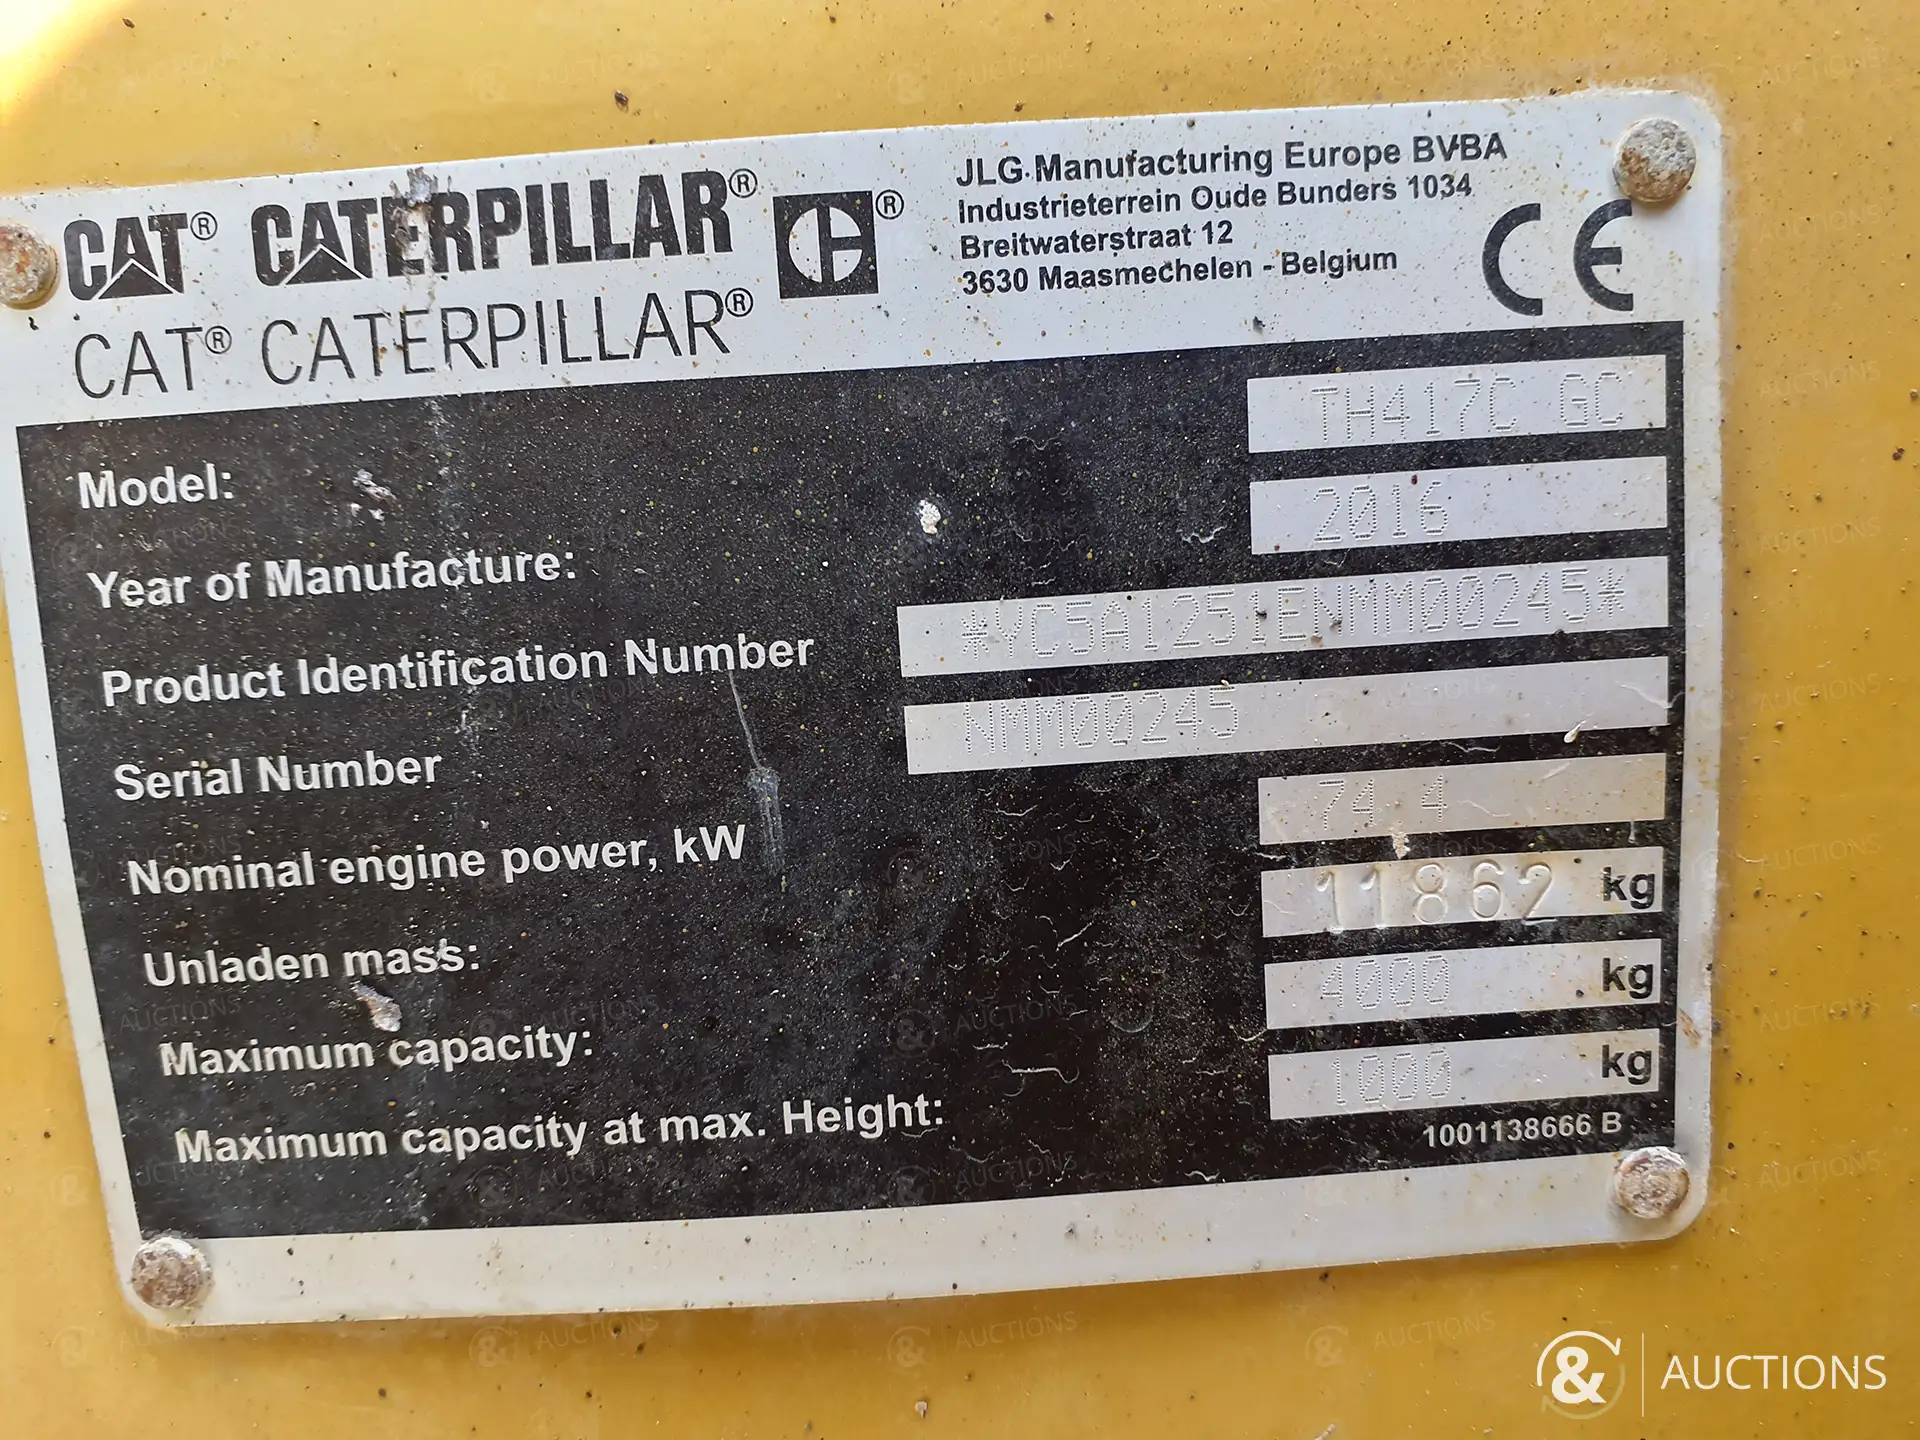 CAT® CATERPILLAR® ®
CAT® CATERPILLAR®
JLG Manufacturing Europe BVBA
Industrieterrein Oude Bunders 1034
Breitwaterstraat 12
3630 Maasmechelen - Belgium
CE
Model: TH417C GC
Year of Manufacture: 2016
Product Identification Number *YC5A1251ENMM00245*
Serial Number NMM00245
Nominal engine power, kW 74.4
Unladen mass: 11862 kg
Maximum capacity: 4000 kg
Maximum capacity at max. Height: 1000 kg
1001138666 B
& AUCTIONS